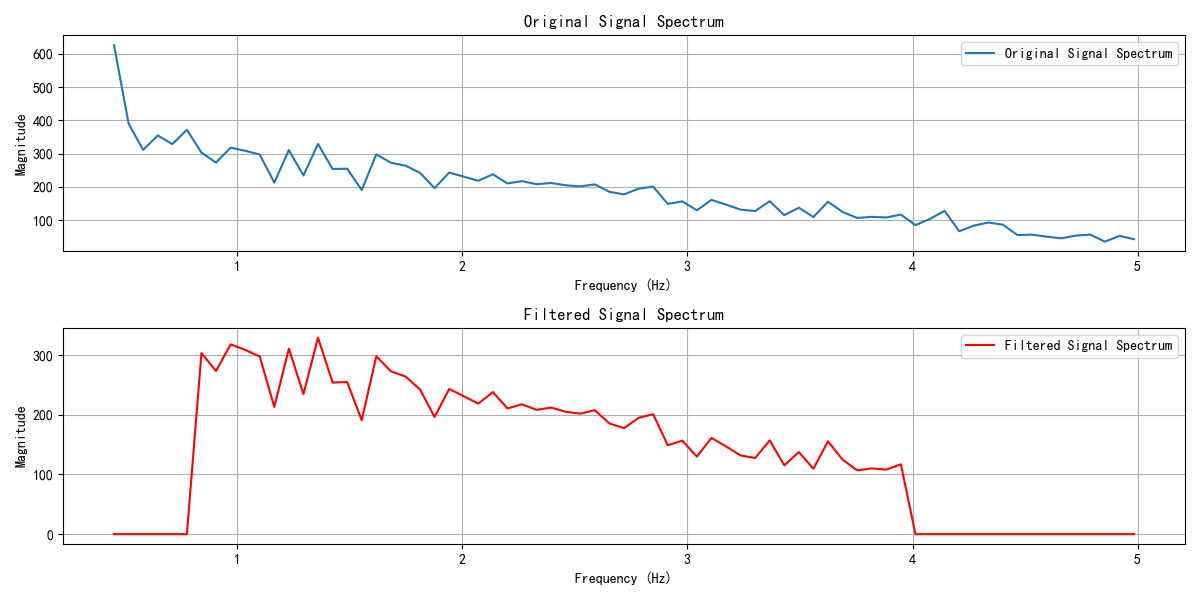 Original Signal Spectrum
Original Signal Spectrum
600
500
400
300
200
100
Magnitude
1 2 3 4 5
Frequency (Hz)
Filtered Signal Spectrum
Filtered Signal Spectrum
300
200
100
0
Magnitude
1 2 3 4 5
Frequency (Hz)